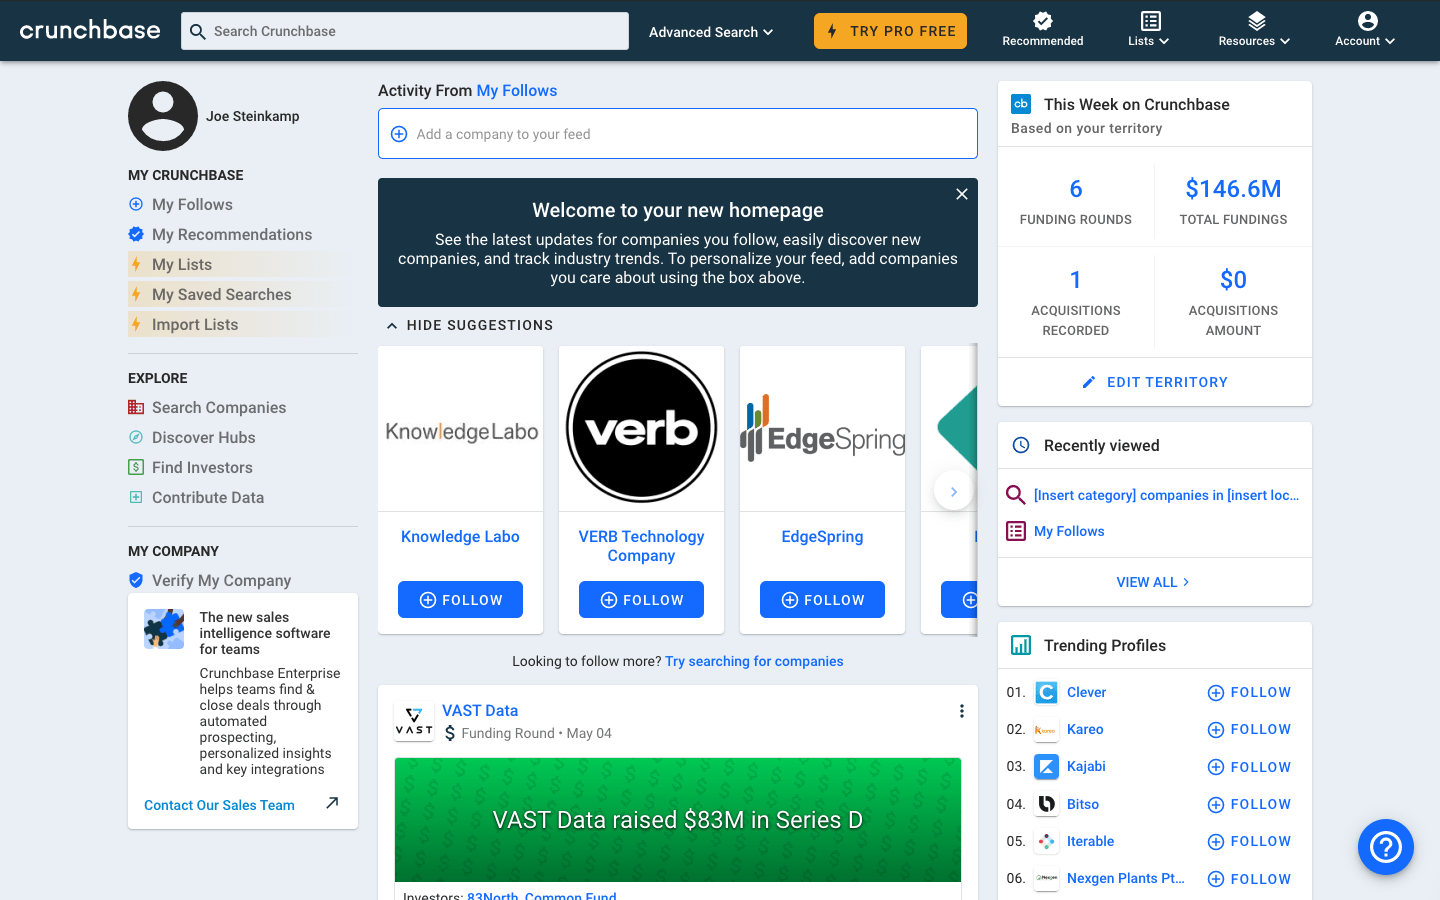 crunchbase
Search Crunchbase
Advanced Search
TRY PRO FREE
Recommended
Lists
Resources
Account
Joe Steinkamp
MY CRUNCHBASE
My Follows
My Recommendations
My Lists
My Saved Searches
Import Lists
EXPLORE
Search Companies
Discover Hubs
Find Investors
Contribute Data
MY COMPANY
Verify My Company
The new sales
intelligence software
for teams
Crunchbase Enterprise
helps teams find &
close deals through
automated
prospecting,
personalized insights
and key integrations
Contact Our Sales Team
Activity From My Follows
Add a company to your feed
Welcome to your new homepage
See the latest updates for companies you follow, easily discover new
companies, and track industry trends. To personalize your feed, add companies
you care about using the box above.
HIDE SUGGESTIONS
KnowledgeLabo
Knowledge Labo
FOLLOW
verb
VERB Technology
Company
FOLLOW
EdgeSpring
EdgeSpring
FOLLOW
Looking to follow more? Try searching for companies
VAST
VAST Data
Funding Round • May 04
VAST Data raised $83M in Series D
Investors: 83North, Common Fund
cb
This Week on Crunchbase
Based on your territory
6
FUNDING ROUNDS
$146.6M
TOTAL FUNDINGS
1
ACQUISITIONS
RECORDED
$0
ACQUISITIONS
AMOUNT
EDIT TERRITORY
Recently viewed
[Insert category] companies in [insert loc...
My Follows
VIEW ALL
Trending Profiles
01. C Clever FOLLOW
02. Kareo FOLLOW
03. Kajabi FOLLOW
04. Bitso FOLLOW
05. Iterable FOLLOW
06. Nexgen Nexgen Plants Pt... FOLLOW